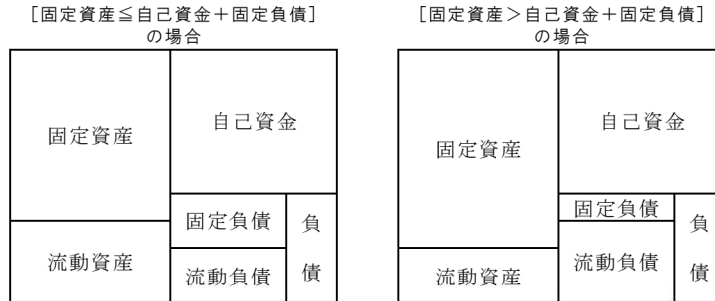 [固定資産≦自己資金+固定負債]
の場合
固定資産
自己資金
固定負債
流動資産
流動負債
負
債
[固定資産>自己資金+固定負債]
の場合
固定資産
自己資金
固定負債
流動資産
流動負債
負
債